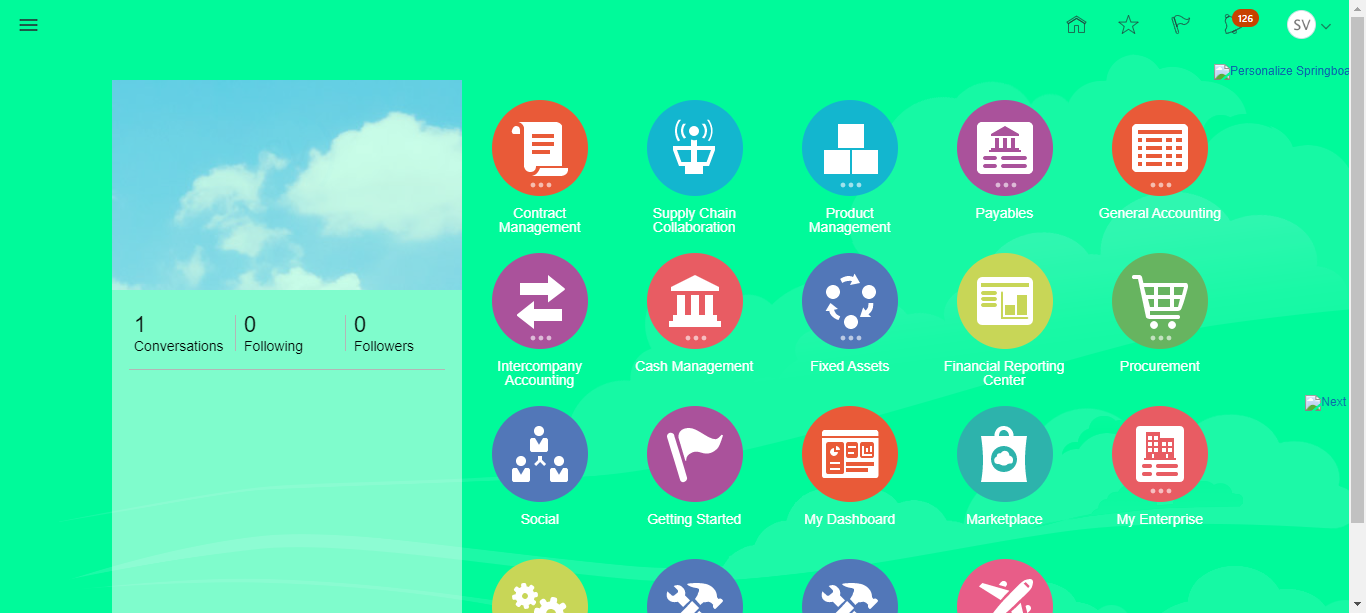 126
SV
Personalize Springboa
1
Conversations
0
Following
0
Followers
Contract
Management
Supply Chain
Collaboration
Product
Management
Payables
General Accounting
Intercompany
Accounting
Cash Management
Fixed Assets
Financial Reporting
Center
Procurement
Next
Social
Getting Started
My Dashboard
Marketplace
My Enterprise